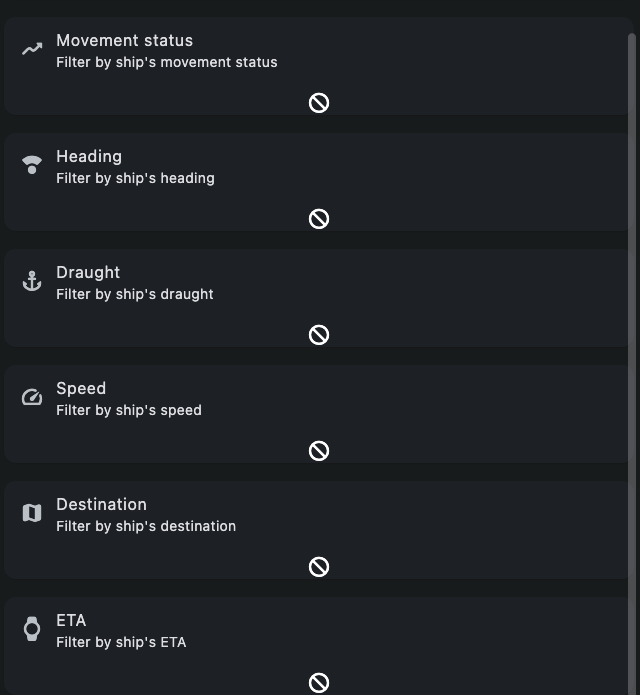 Movement status
Filter by ship's movement status
Heading
Filter by ship's heading
Draught
Filter by ship's draught
Speed
Filter by ship's speed
Destination
Filter by ship's destination
ETA
Filter by ship's ETA